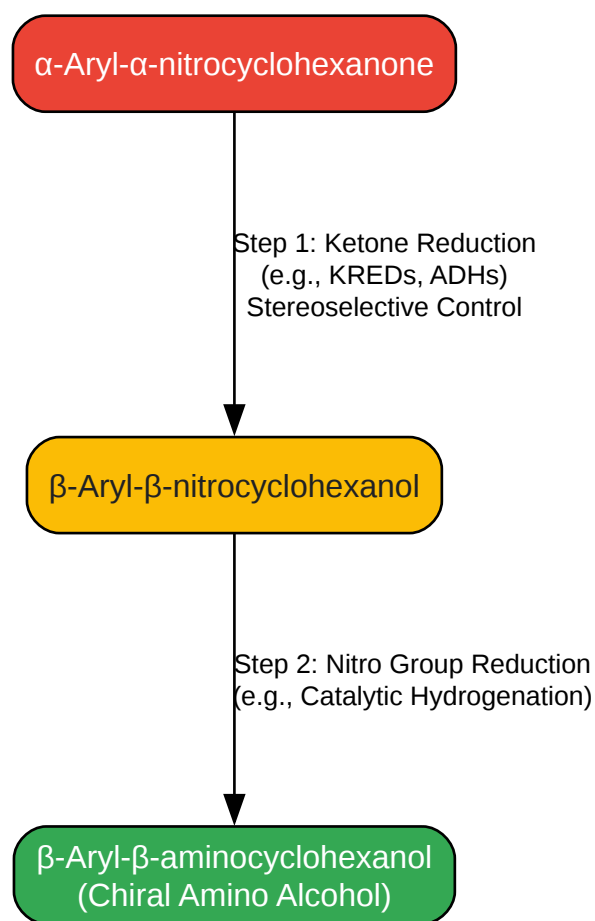 α-Aryl-α-nitrocyclohexanone
Step 1: Ketone Reduction
(e.g., KREDs, ADHs)
Stereoselective Control
β-Aryl-β-nitrocyclohexanol
Step 2: Nitro Group Reduction
(e.g., Catalytic Hydrogenation)
β-Aryl-β-aminocyclohexanol
(Chiral Amino Alcohol)